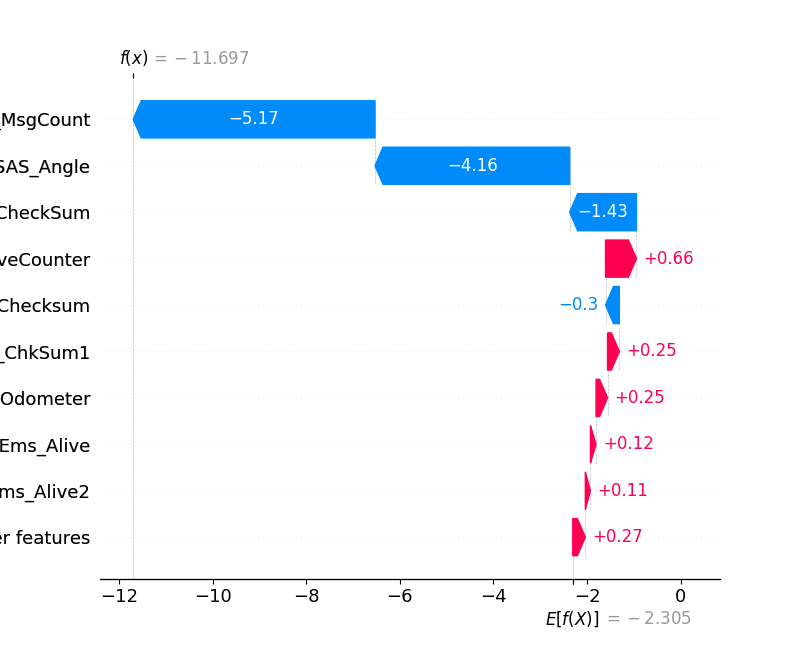 f(x) = −11.697
_MsgCount
−5.17
SAS_Angle
−4.16
CheckSum
−1.43
veCounter
+0.66
Checksum
−0.3
_ChkSum1
+0.25
Odometer
+0.25
Ems_Alive
+0.12
ms_Alive2
+0.11
er features
+0.27
−12 −10 −8 −6 −4 −2 0
E[f(X)] = −2.305